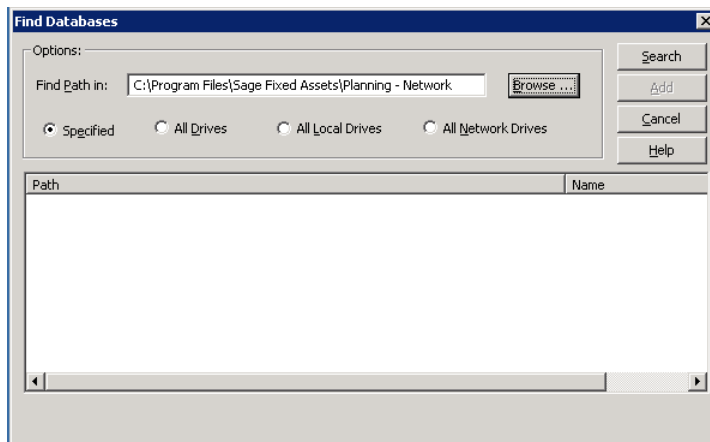 Find Databases
Options:
Find Path in: C:\Program Files\Sage Fixed Assets\Planning - Network Browse ...
Specified All Drives All Local Drives All Network Drives
Search
Add
Cancel
Help
Path Name